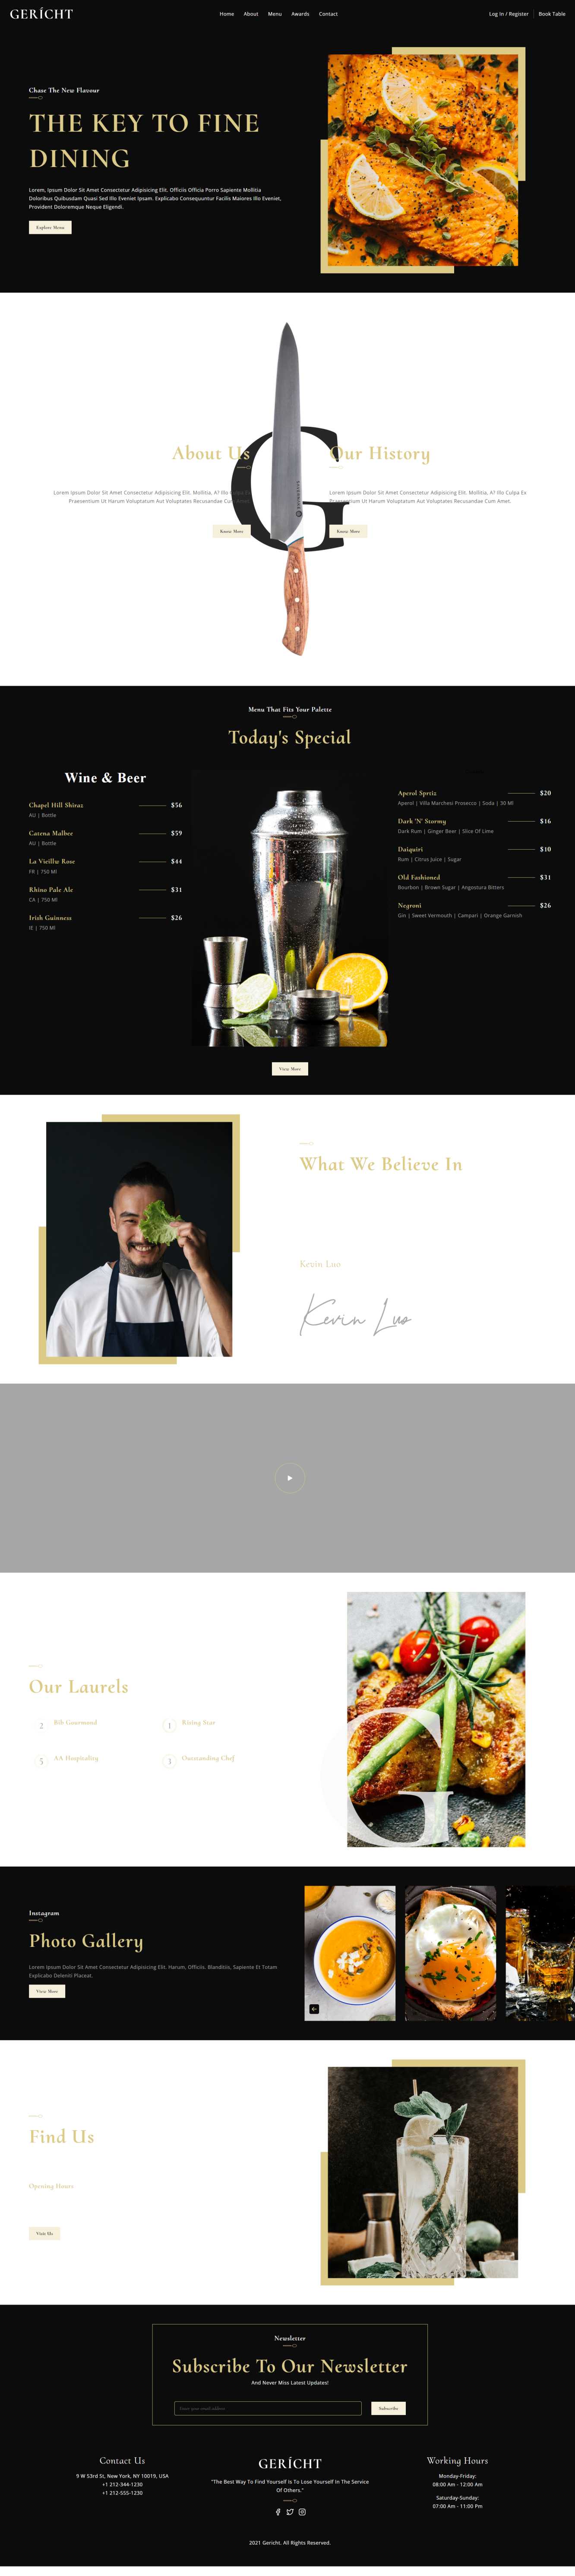 GERÍCHT
Home About Menu Awards Contact
Log In / Register Book Table
Chase The New Flavour
THE KEY TO FINE
DINING
Lorem, Ipsum Dolor Sit Amet Consectetur Adipisicing Elit. Officiis Officia Porro Sapiente Mollitia
Doloribus Quibusdam Quasi Sed Illo Eveniet Ipsam. Explicabo Consequuntur Facilis Maiores Illo Eveniet,
Provident Doloremque Neque Eligendi.
Explore Menu
About Us
Lorem Ipsum Dolor Sit Amet Consectetur Adipisicing Elit. Mollitia, A? Illo Culpa Ex
Praesentium Ut Harum Voluptatum Aut Voluptates Recusandae Cum Amet.
Know More
G
Our History
Lorem Ipsum Dolor Sit Amet Consectetur Adipisicing Elit. Mollitia, A? Illo Culpa Ex
Praesentium Ut Harum Voluptatum Aut Voluptates Recusandae Cum Amet.
Know More
Menu That Fits Your Palette
Today's Special
Wine & Beer
Chapel Hill Shiraz $56
AU | Bottle
Catena Malbee $59
AU | Bottle
La Vieillw Rose $44
FR | 750 Ml
Rhino Pale Ale $31
CA | 750 Ml
Irish Guinness $26
IE | 750 Ml
Aperol Sprtiz $20
Aperol | Villa Marchesi Prosecco | Soda | 30 Ml
Dark 'N' Stormy $16
Dark Rum | Ginger Beer | Slice Of Lime
Daiquiri $10
Rum | Citrus Juice | Sugar
Old Fashioned $31
Bourbon | Brown Sugar | Angostura Bitters
Negroni $26
Gin | Sweet Vermouth | Campari | Orange Garnish
View More
What We Believe In
Kevin Luo
Kevin Luo
Our Laurels
2 Bib Gourmond
1 Rising Star
5 AA Hospitality
3 Outstanding Chef
G
Instagram
Photo Gallery
Lorem Ipsum Dolor Sit Amet Consectetur Adipisicing Elit. Harum, Officiis. Blanditiis, Sapiente Et Totam
Explicabo Deleniti Placeat.
View More
Find Us
Opening Hours
Visit Us
Newsletter
Subscribe To Our Newsletter
And Never Miss Latest Updates!
Enter your email address
Subscribe
Contact Us
9 W 53rd St, New York, NY 10019, USA
+1 212-344-1230
+1 212-555-1230
GERÍCHT
"The Best Way To Find Yourself Is To Lose Yourself In The Service
Of Others."
Working Hours
Monday-Friday:
08:00 Am - 12:00 Am
Saturday-Sunday:
07:00 Am - 11:00 Pm
2021 Gericht. All Rights Reserved.